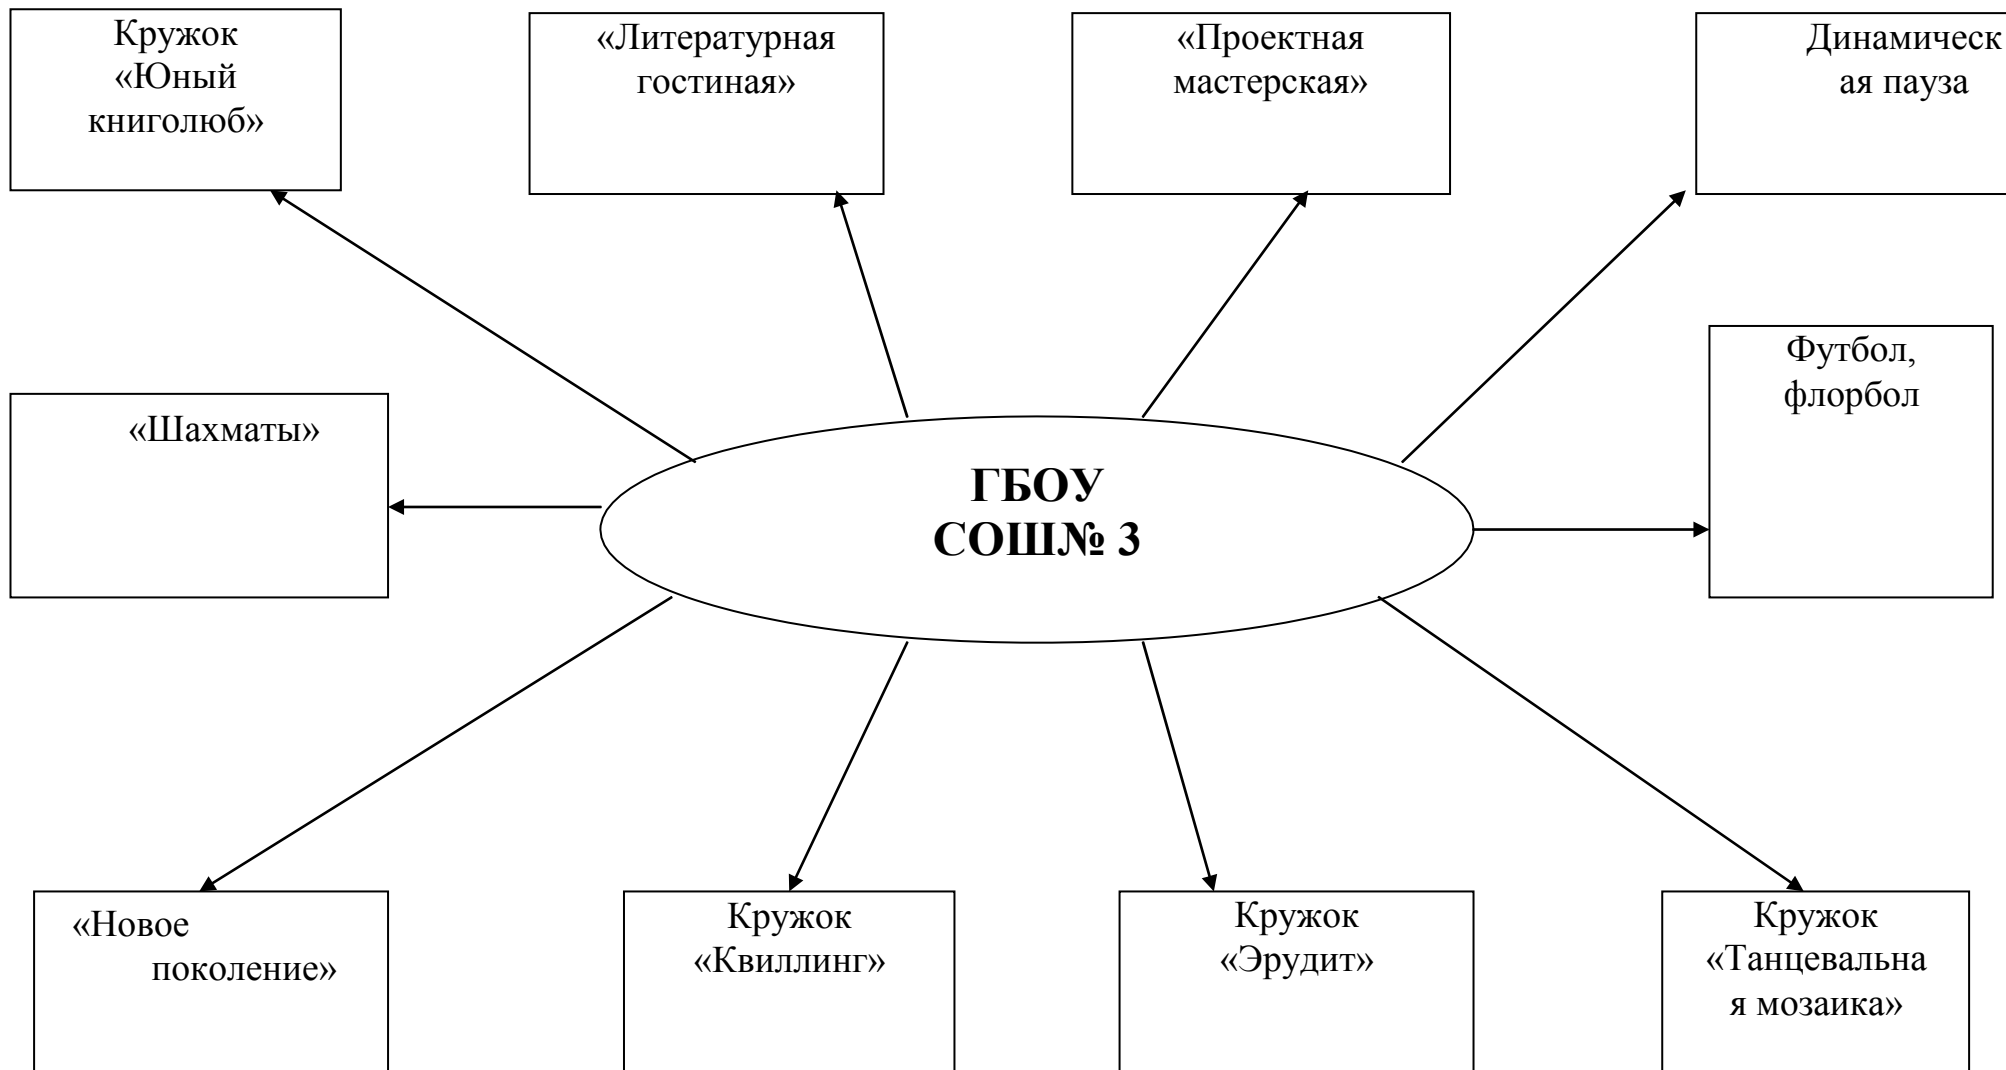 Кружок
«Юный
книголюб»
«Литературная
гостиная»
«Проектная
мастерская»
Динамическ
ая пауза
Футбол,
флорбол
«Шахматы»
ГБОУ
СОШ№ 3
«Новое
поколение»
Кружок
«Квиллинг»
Кружок
«Эрудит»
Кружок
«Танцевальна
я мозаика»